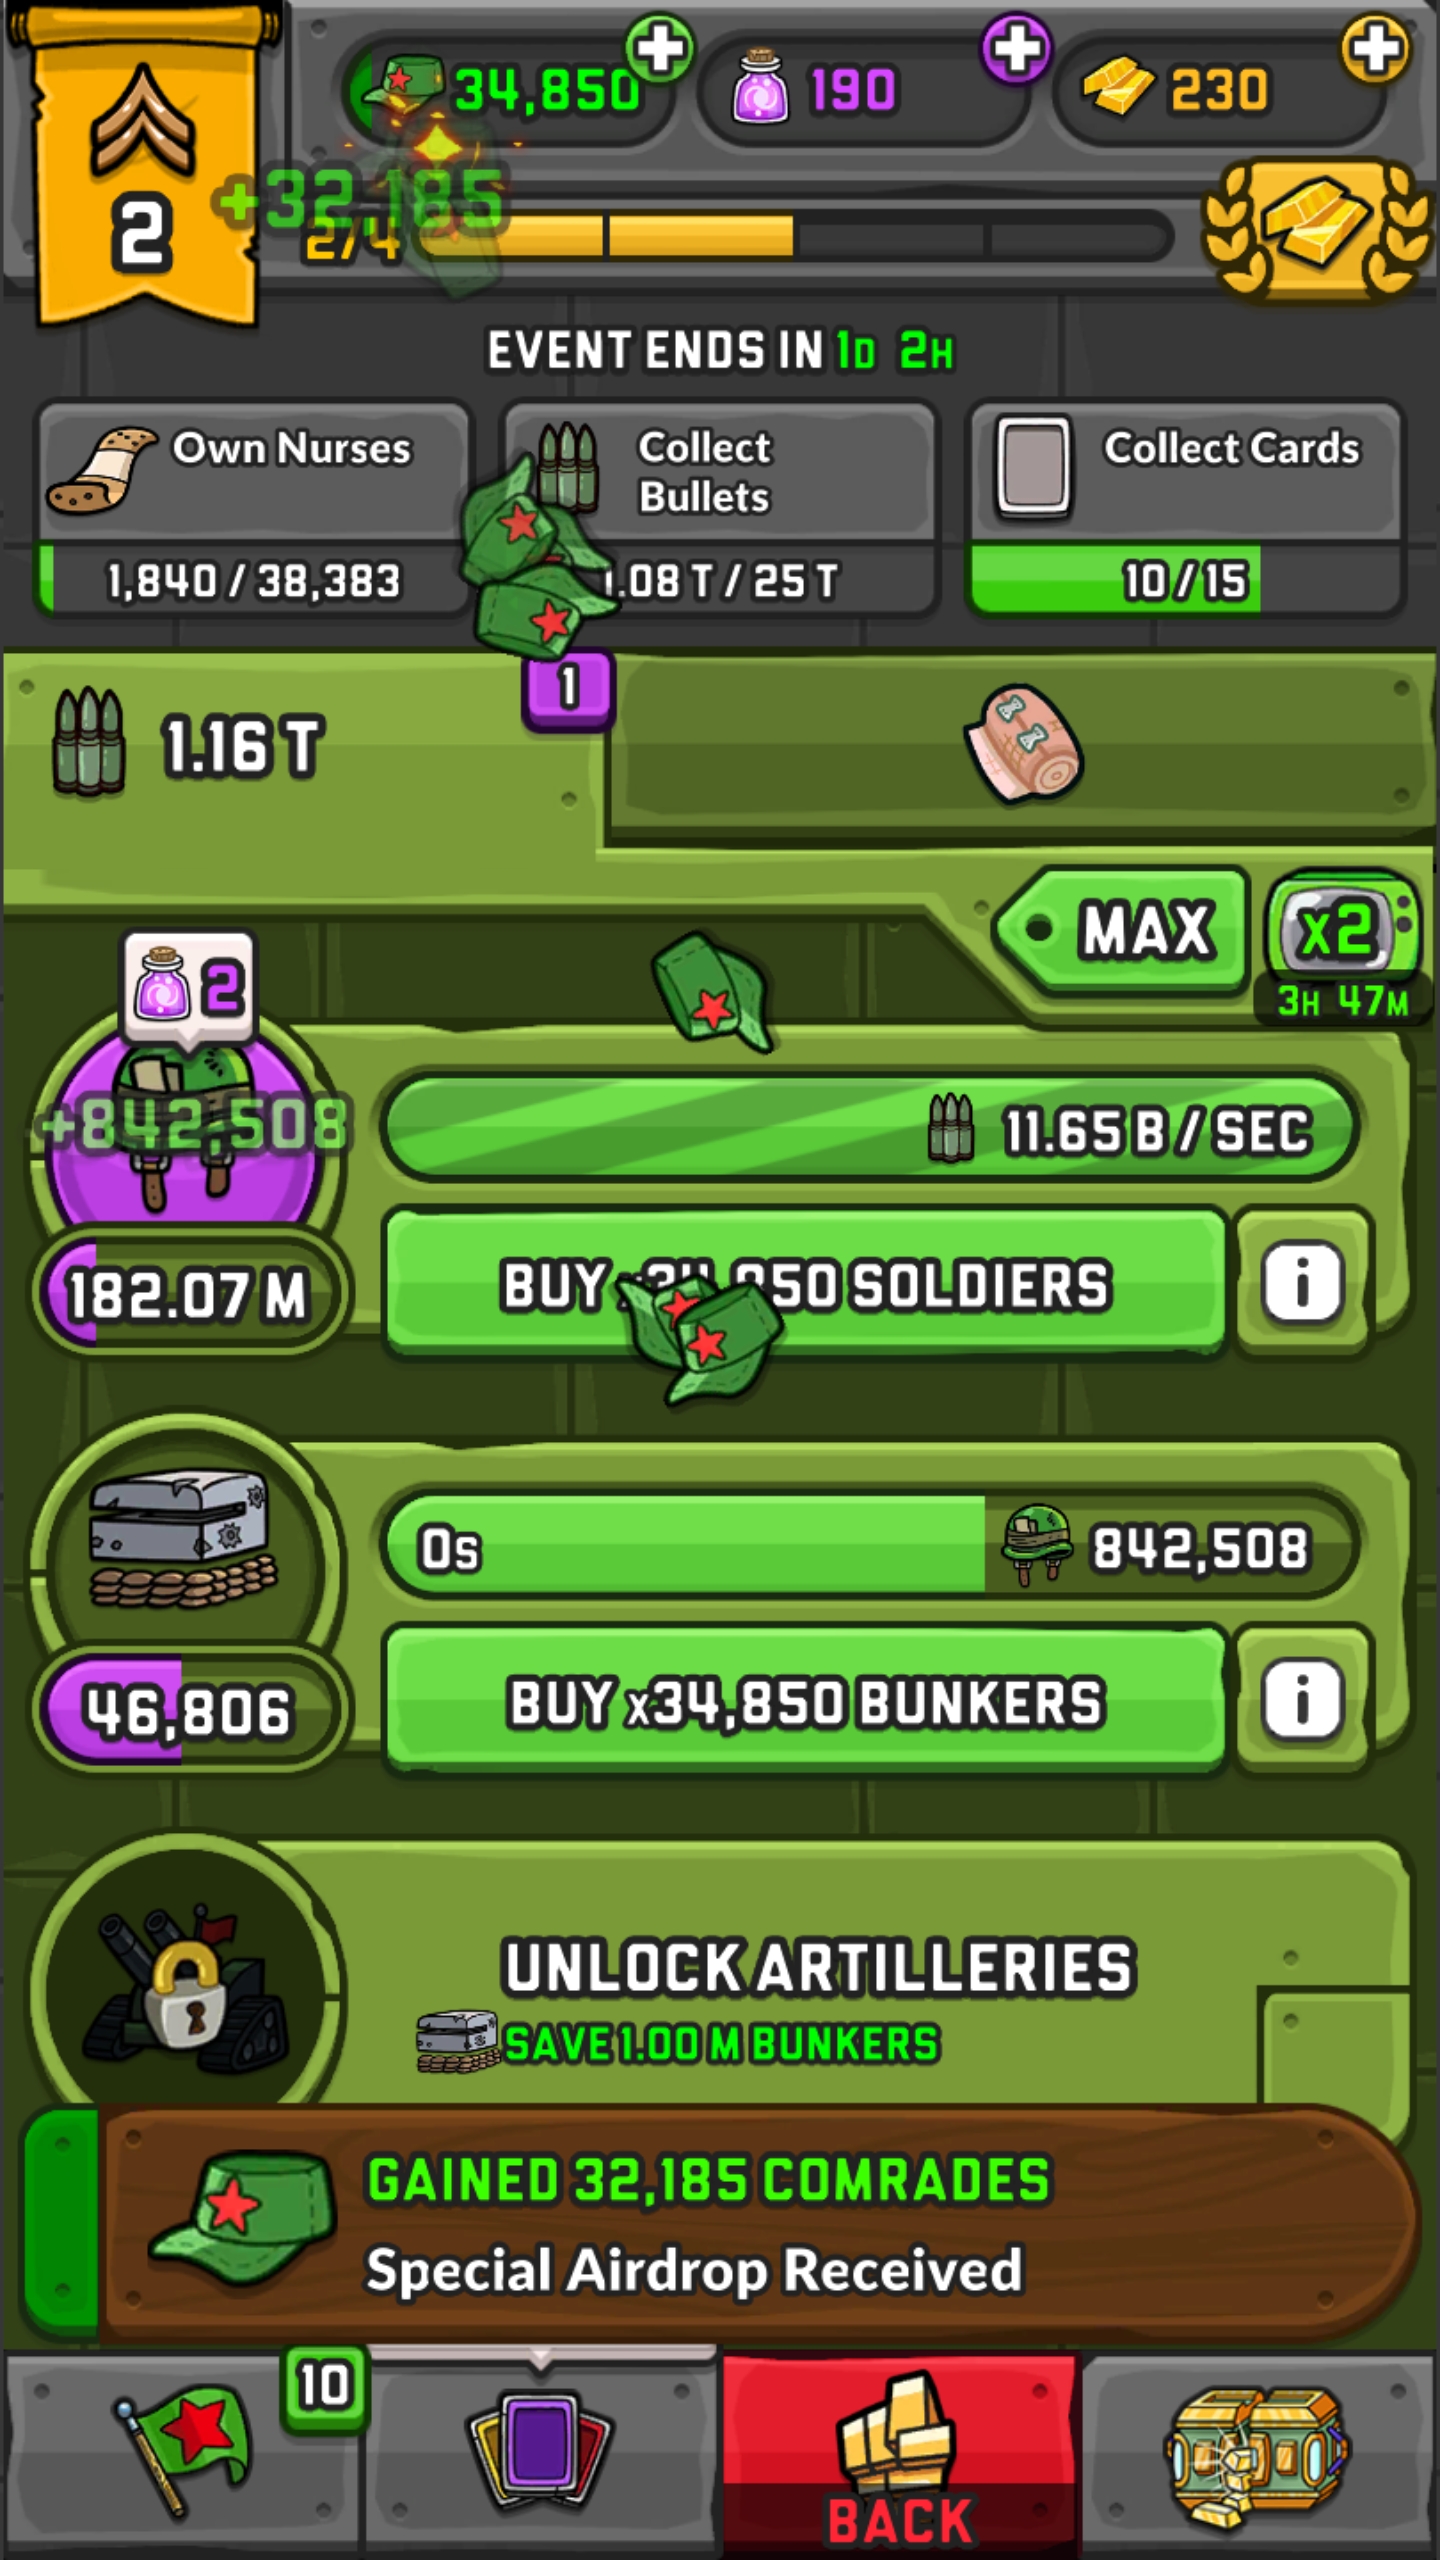 34,850
190
230
2
+32,185
2/4
EVENT ENDS IN 1D 2H
Own Nurses
1,840 / 38,383
Collect
Bullets
1.08 T / 25 T
Collect Cards
10/15
1.16 T
1
MAX
x2
3H 47M
2
+842,508
182.07 M
11.65 B / SEC
BUY x34,850 SOLDIERS
i
0s
842,508
46,806
BUY x34,850 BUNKERS
i
UNLOCK ARTILLERIES
SAVE 1.00 M BUNKERS
GAINED 32,185 COMRADES
Special Airdrop Received
10
BACK